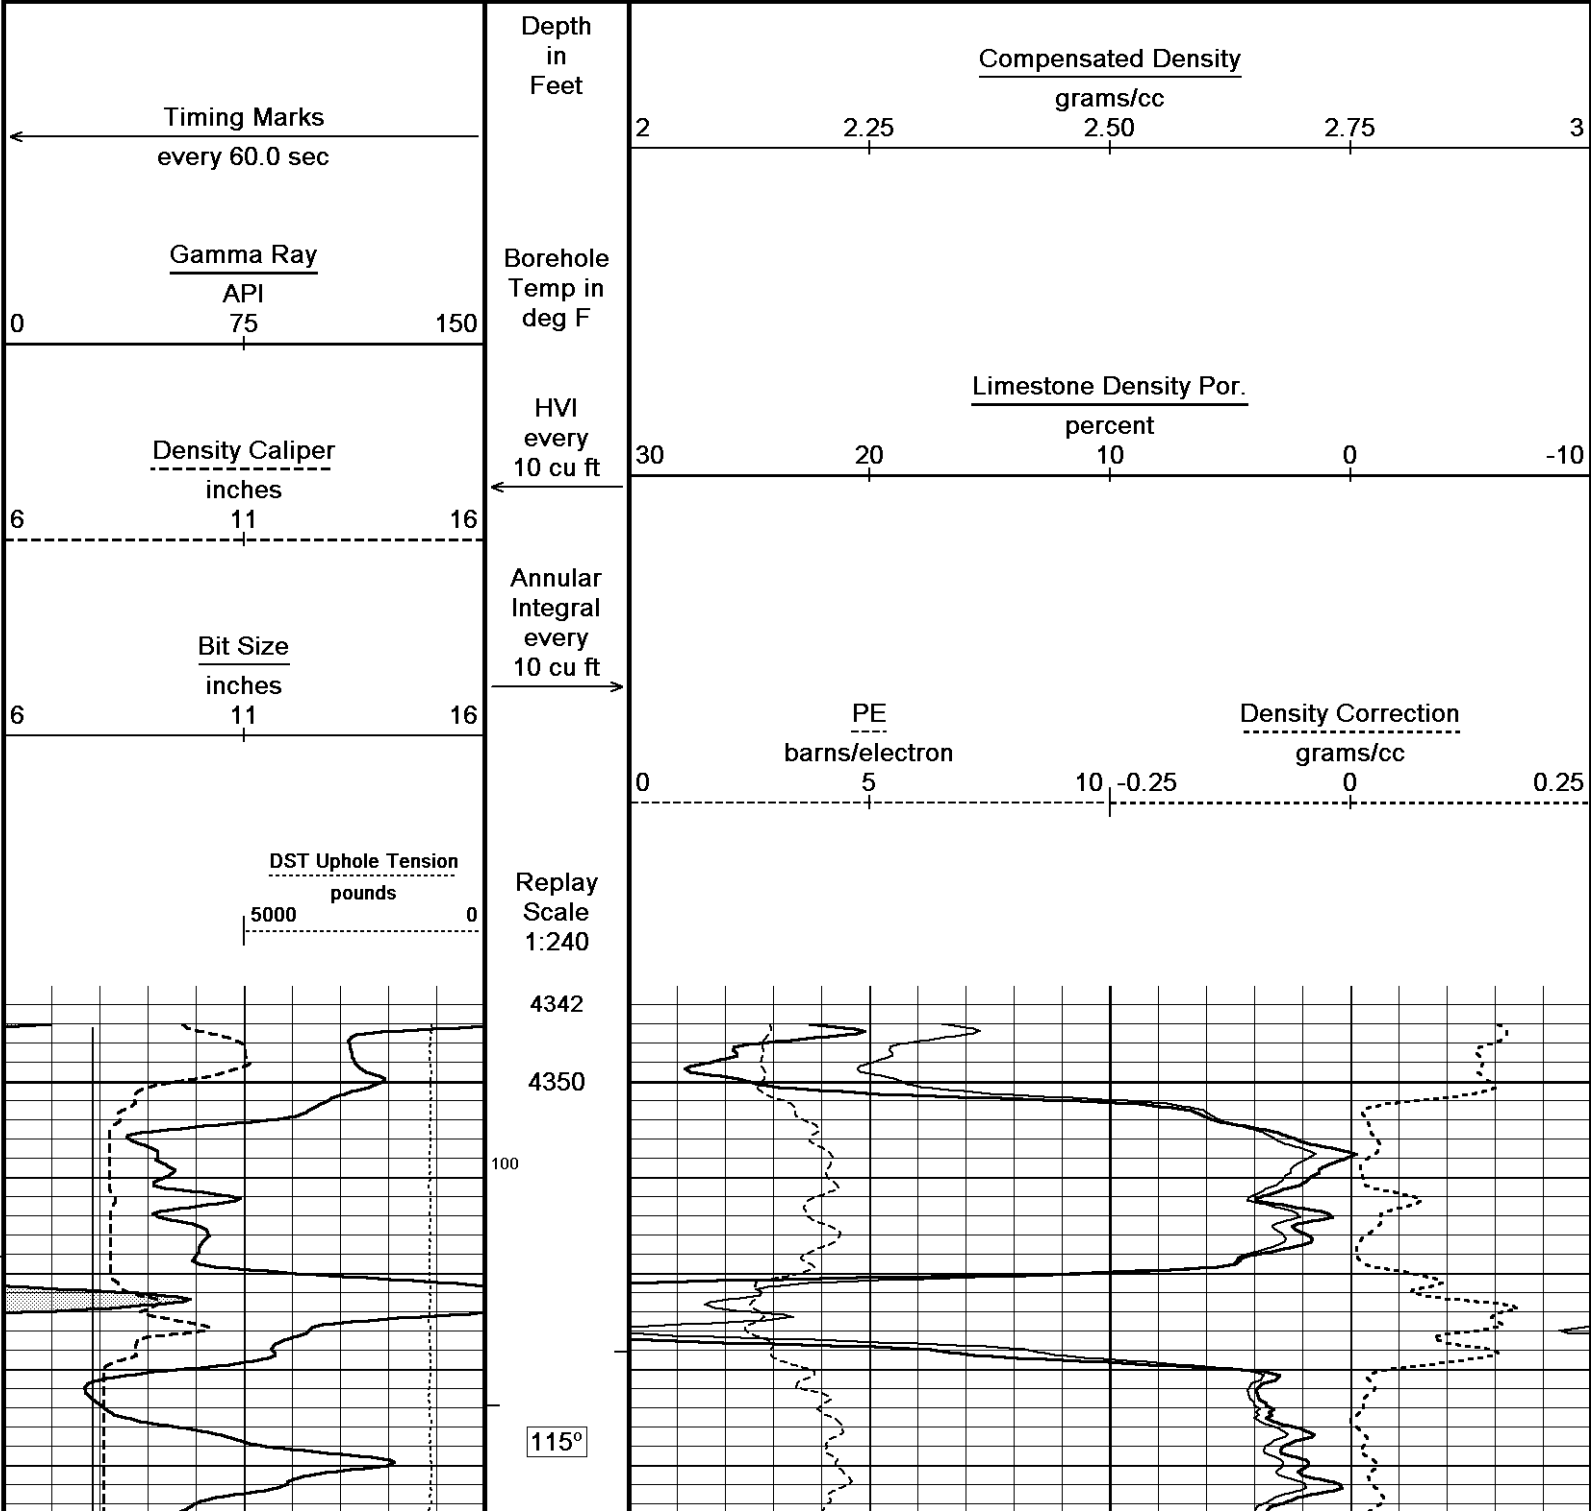 Timing Marks
every 60.0 sec
Gamma Ray
API
0 75 150
Density Caliper
inches
6 11 16
Bit Size
inches
6 11 16
DST Uphole Tension
pounds
5000 0
Depth
in
Feet
Borehole
Temp in
deg F
HVI
every
10 cu ft
Annular
Integral
every
10 cu ft
Replay
Scale
1:240
4342
4350
100
115º
Compensated Density
grams/cc
2 2.25 2.50 2.75 3
Limestone Density Por.
percent
30 20 10 0 -10
PE
barns/electron
0 5 10
Density Correction
grams/cc
-0.25 0 0.25